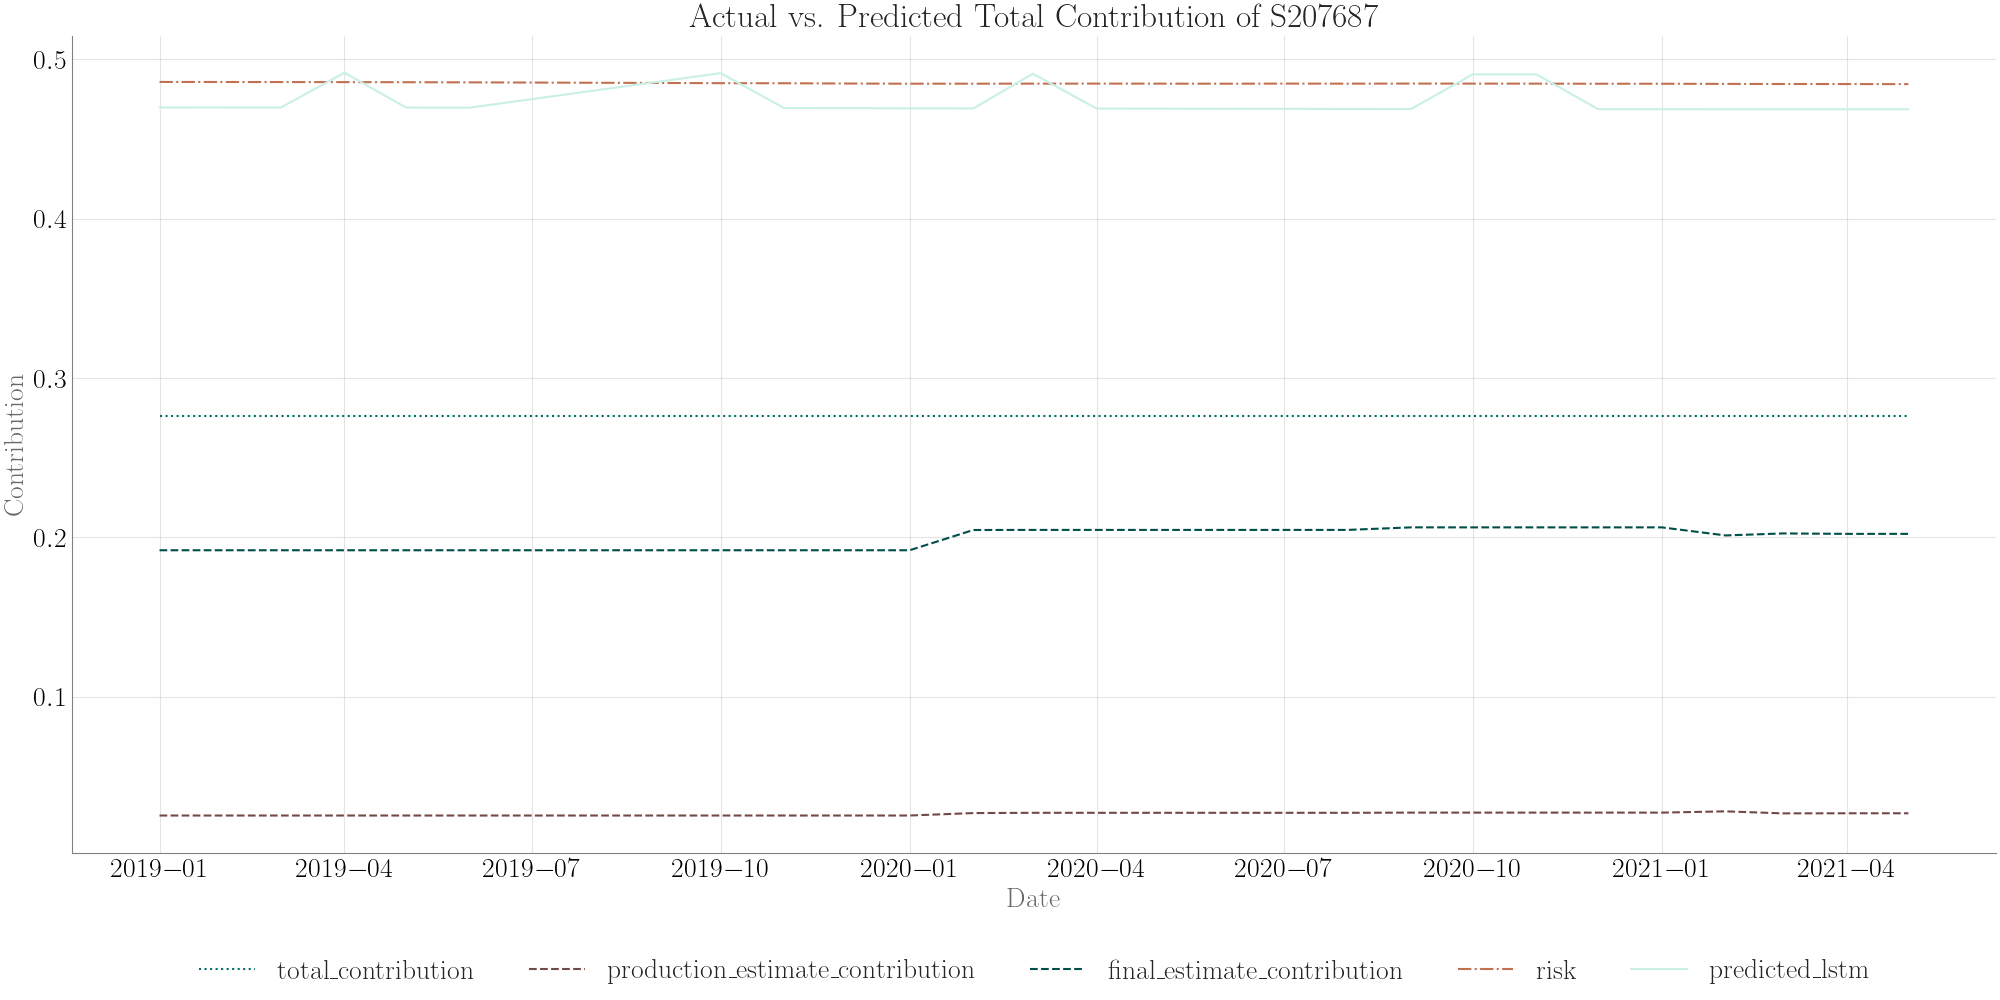 Actual vs. Predicted Total Contribution of S207687
0.5
0.4
0.3
0.2
0.1
Contribution
2019−01 2019−04 2019−07 2019−10 2020−01 2020−04 2020−07 2020−10 2021−01 2021−04
Date
total_contribution production_estimate_contribution final_estimate_contribution risk predicted_lstm